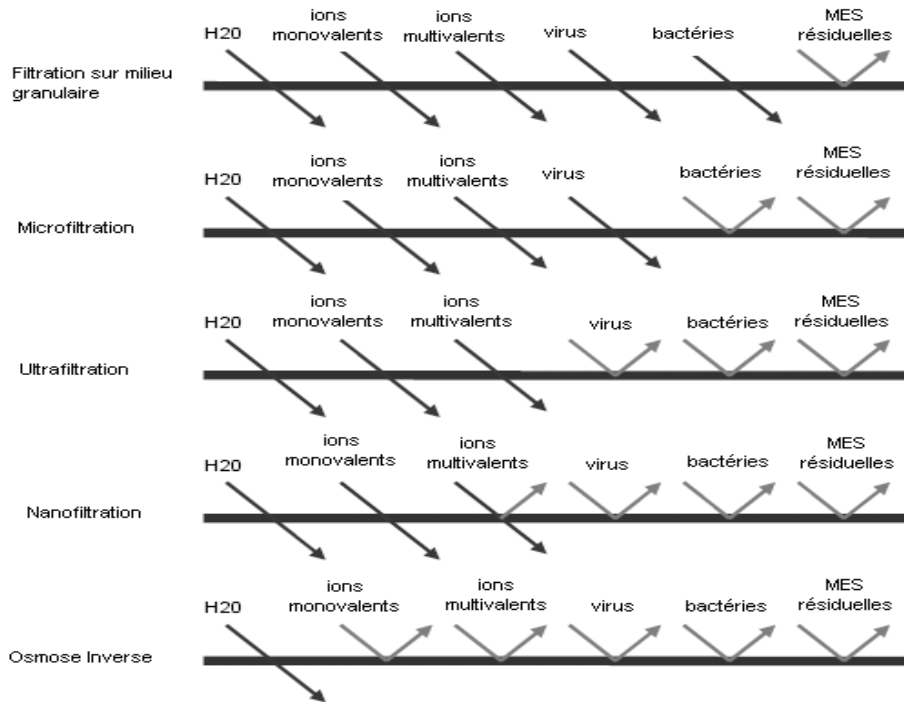 H20
ions
monovalents
ions
multivalents
virus
bactéries
MES
résiduelles
Filtration sur milieu
granulaire
H20
ions
monovalents
ions
multivalents
virus
bactéries
MES
résiduelles
Microfiltration
H20
ions
monovalents
ions
multivalents
virus
bactéries
MES
résiduelles
Ultrafiltration
H20
ions
monovalents
ions
multivalents
virus
bactéries
MES
résiduelles
Nanofiltration
H20
ions
monovalents
ions
multivalents
virus
bactéries
MES
résiduelles
Osmose Inverse